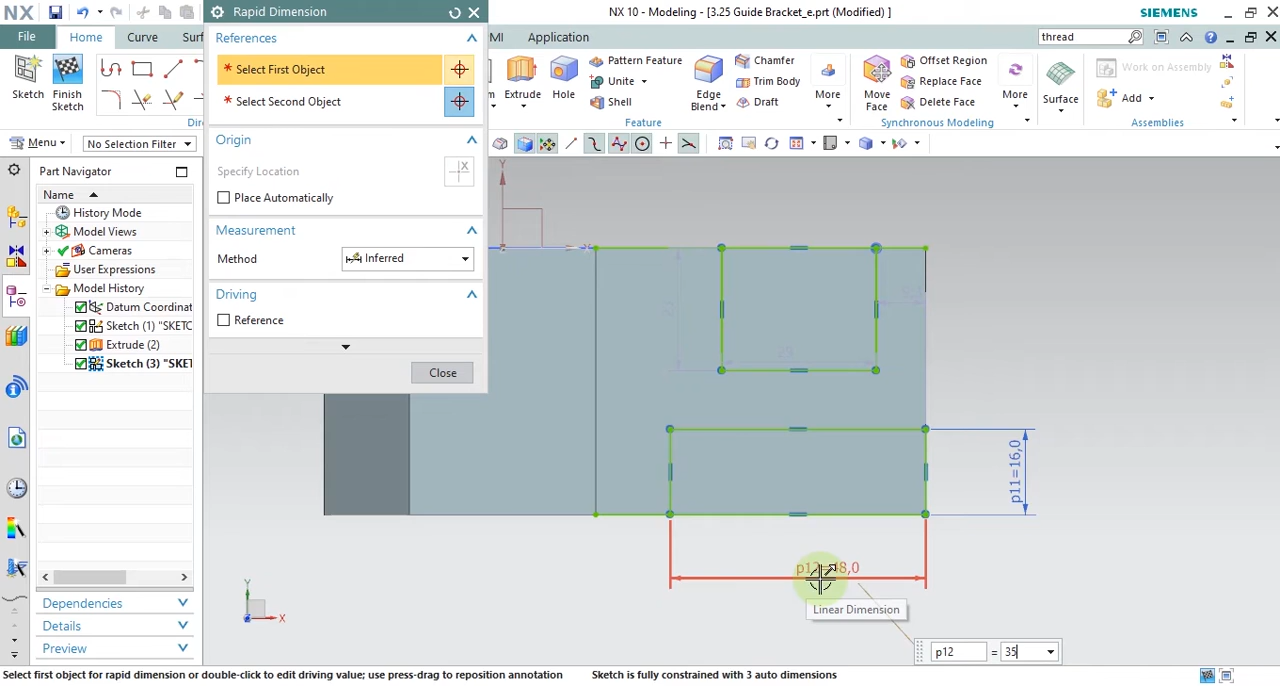 NX
Rapid Dimension
NX 10 - Modeling - [3.25 Guide Bracket_e.prt (Modified) ]
SIEMENS
File
Home
Curve
Surf
MI
Application
thread
Sketch
Finish Sketch
Extrude
Hole
Pattern Feature
Unite
Shell
Edge Blend
Chamfer
Trim Body
Draft
More
Move Face
Offset Region
Replace Face
Delete Face
More
Surface
Work on Assembly
Add
Feature
Synchronous Modeling
Assemblies
Menu
No Selection Filter
References
* Select First Object
* Select Second Object
Origin
Specify Location
Place Automatically
Measurement
Method
Inferred
Driving
Reference
Close
Part Navigator
Name
History Mode
Model Views
Cameras
User Expressions
Model History
Datum Coordinat
Sketch (1) "SKETC
Extrude (2)
Sketch (3) "SKET
Dependencies
Details
Preview
Y
X
p11=16,0
Linear Dimension
p12 = 35
Y
X
Select first object for rapid dimension or double-click to edit driving value; use press-drag to reposition annotation
Sketch is fully constrained with 3 auto dimensions